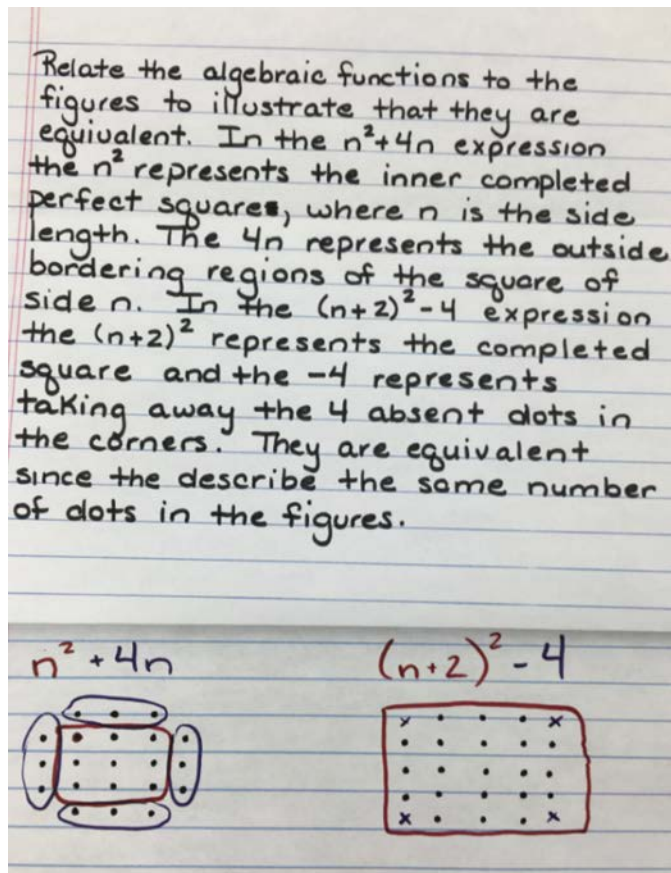 Relate the algebraic functions to the
figures to illustrate that they are
equivalent. In the n²+4n expression
the n² represents the inner completed
perfect square, where n is the side
length. The 4n represents the outside
bordering regions of the square of
side n. In the (n+2)²-4 expression
the (n+2)² represents the completed
square and the -4 represents
taking away the 4 absent dots in
the corners. They are equivalent
since the describe the same number
of dots in the figures.
n² + 4n
(n+2)² - 4